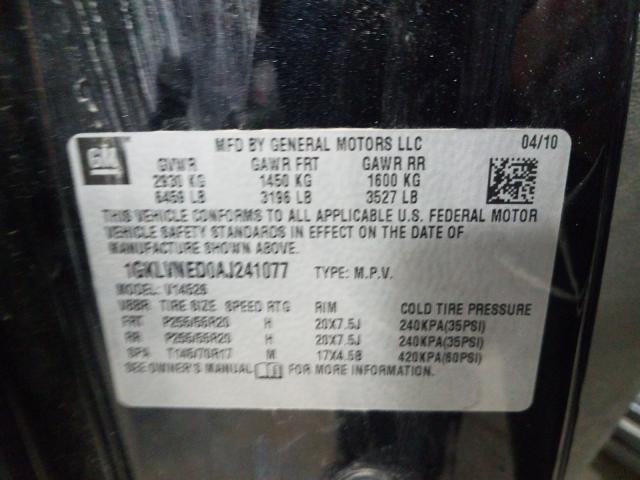 GM MFD BY GENERAL MOTORS LLC 04/10
GVWR GAWR FRT GAWR RR
2930 KG 1450 KG 1600 KG
6459 LB 3196 LB 3527 LB
THIS VEHICLE CONFORMS TO ALL APPLICABLE U.S. FEDERAL MOTOR
VEHICLE SAFETY STANDARDS IN EFFECT ON THE DATE OF
MANUFACTURE SHOWN ABOVE.
1GKLVNED0AJ241077 TYPE: M.P.V.
MODEL: V14526
TIRE SIZE SPEED RTG RIM COLD TIRE PRESSURE
FRT P255/55R20 H 20X7.5J 240KPA(35PSI)
RR P255/55R20 H 20X7.5J 240KPA(35PSI)
SPA T145/70R17 M 17X4.5B 420KPA(60PSI)
SEE OWNER'S MANUAL FOR MORE INFORMATION.